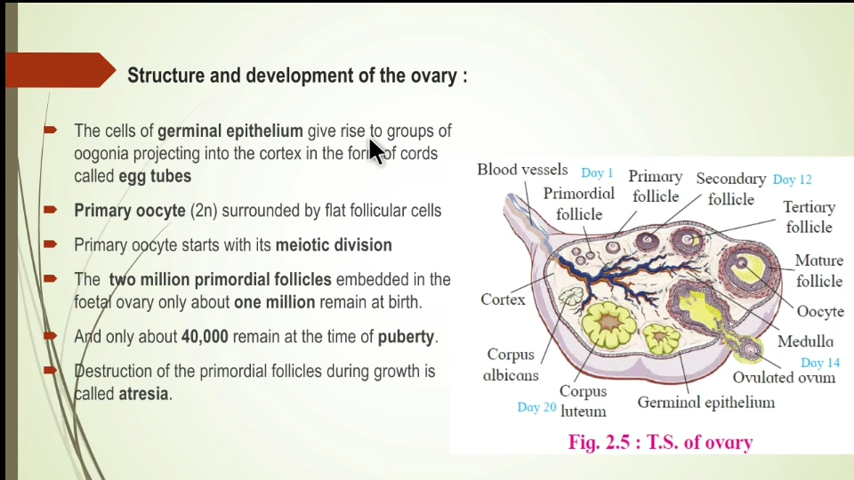 Structure and development of the ovary :
The cells of germinal epithelium give rise to groups of
oogonia projecting into the cortex in the form of cords
called egg tubes
Primary oocyte (2n) surrounded by flat follicular cells
Primary oocyte starts with its meiotic division
The two million primordial follicles embedded in the
foetal ovary only about one million remain at birth.
And only about 40,000 remain at the time of puberty.
Destruction of the primordial follicles during growth is
called atresia.
Blood vessels
Day 1
Primordial
follicle
Primary
follicle
Secondary
follicle
Day 12
Tertiary
follicle
Mature
follicle
Oocyte
Cortex
Medulla
Day 14
Ovulated ovum
Corpus
albicans
Day 20
Corpus
luteum
Germinal epithelium
Fig. 2.5 : T.S. of ovary